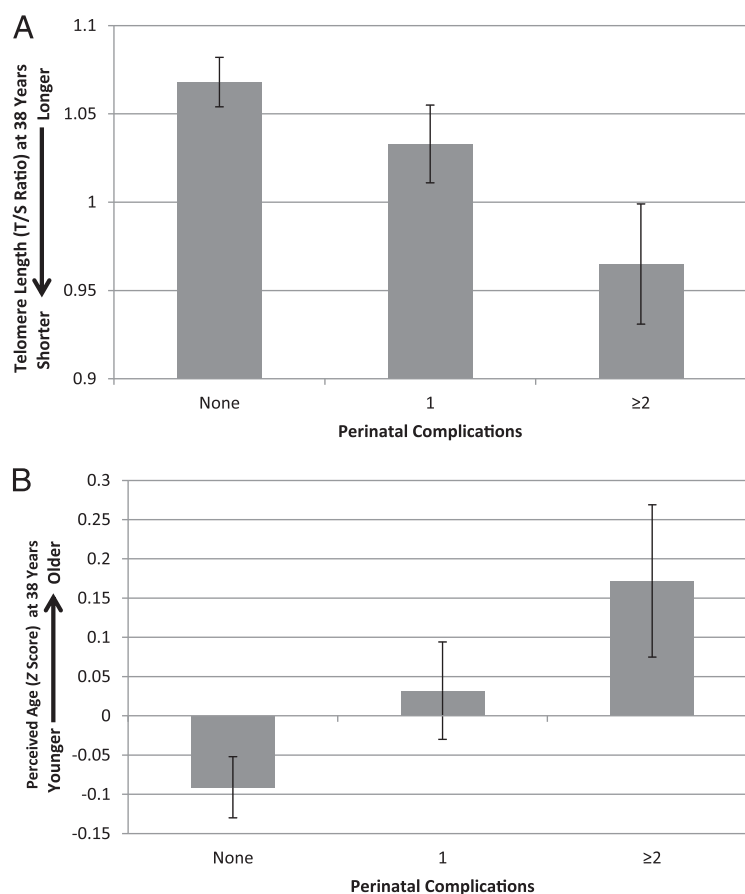 A
Telomere Length (T/S Ratio) at 38 Years
Shorter
Longer
1.1
1.05
1
0.95
0.9
None 1 ≥2
Perinatal Complications
B
Perceived Age (Z Score) at 38 Years
Younger
Older
0.3
0.25
0.2
0.15
0.1
0.05
0
-0.05
-0.1
-0.15
None 1 ≥2
Perinatal Complications